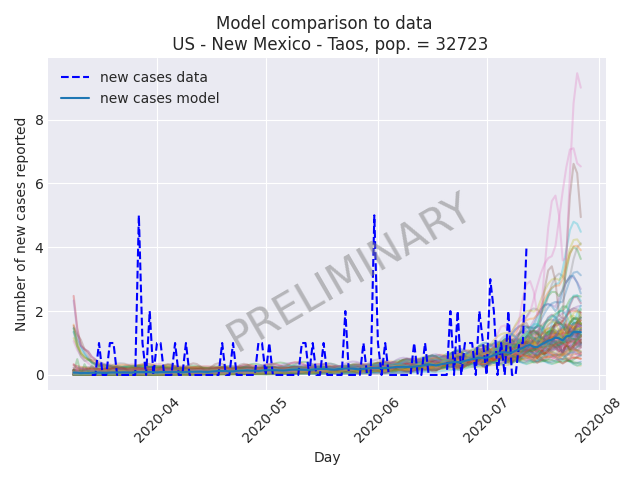 Model comparison to data
US - New Mexico - Taos, pop. = 32723
new cases data
new cases model
Number of new cases reported
8
6
4
2
0
PRELIMINARY
2020-04
2020-05
2020-06
2020-07
2020-08
Day